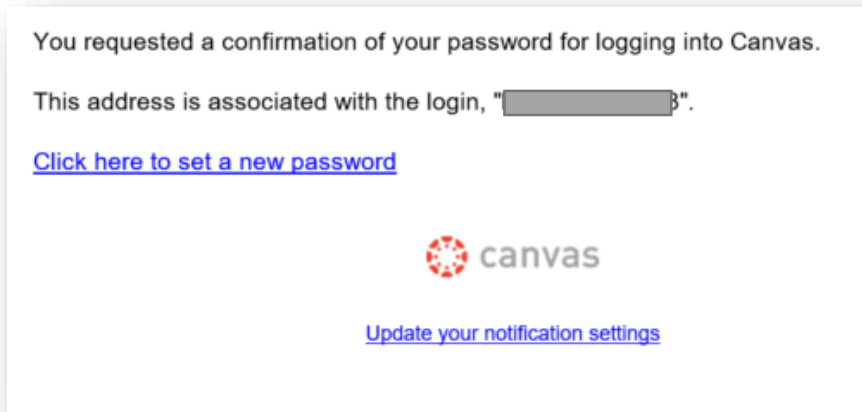 You requested a confirmation of your password for logging into Canvas.
This address is associated with the login, "3".
Click here to set a new password
canvas
Update your notification settings